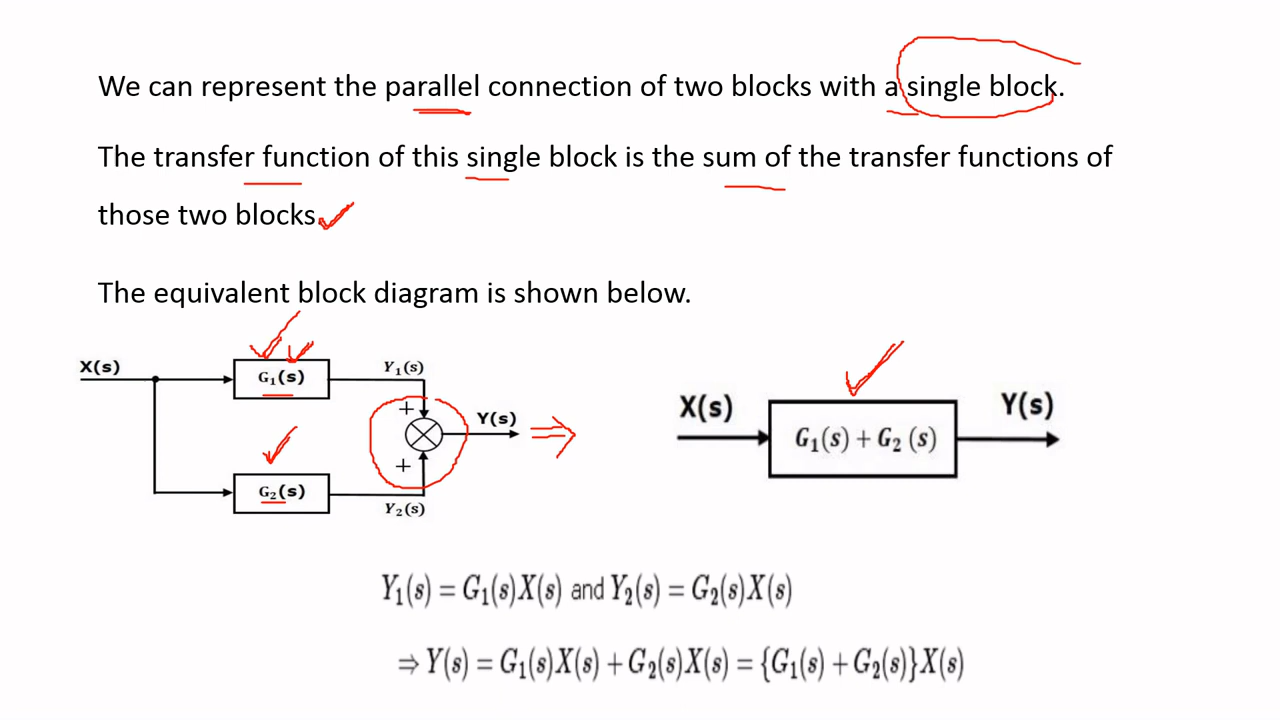 We can represent the parallel connection of two blocks with a single block.
The transfer function of this single block is the sum of the transfer functions of
those two blocks.
The equivalent block diagram is shown below.
X(s)
G₁(s)
Y₁(s)
+
Y(s)
+
G₂(s)
Y₂(s)
X(s)
G₁(s) + G₂ (s)
Y(s)
Y₁(s) = G₁(s)X(s) and Y₂(s) = G₂(s)X(s)
⇒ Y(s) = G₁(s)X(s) + G₂(s)X(s) = {G₁(s) + G₂(s)}X(s)